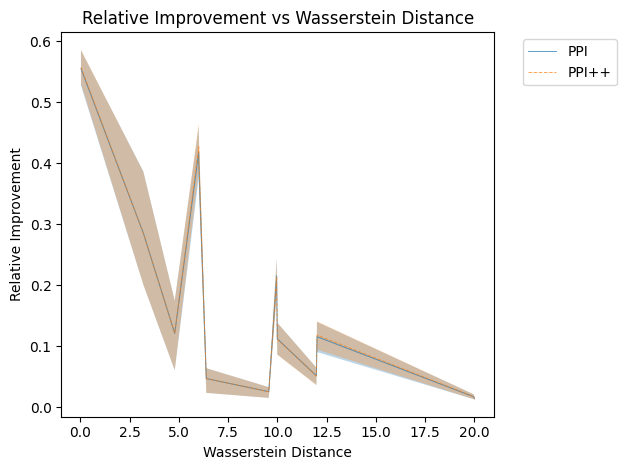 Relative Improvement vs Wasserstein Distance
PPI
PPI++
Relative Improvement
0.6
0.5
0.4
0.3
0.2
0.1
0.0
0.0 2.5 5.0 7.5 10.0 12.5 15.0 17.5 20.0
Wasserstein Distance